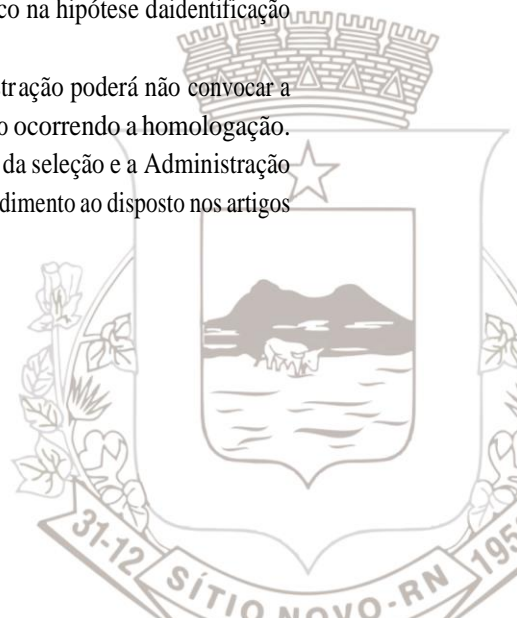 co na hipótese daidentificação
tração poderá não convocar a
o ocorrendo a homologação.
da seleção e a Administração
dimento ao disposto nos artigos
31-12 SÍTIO NOVO-RN 195